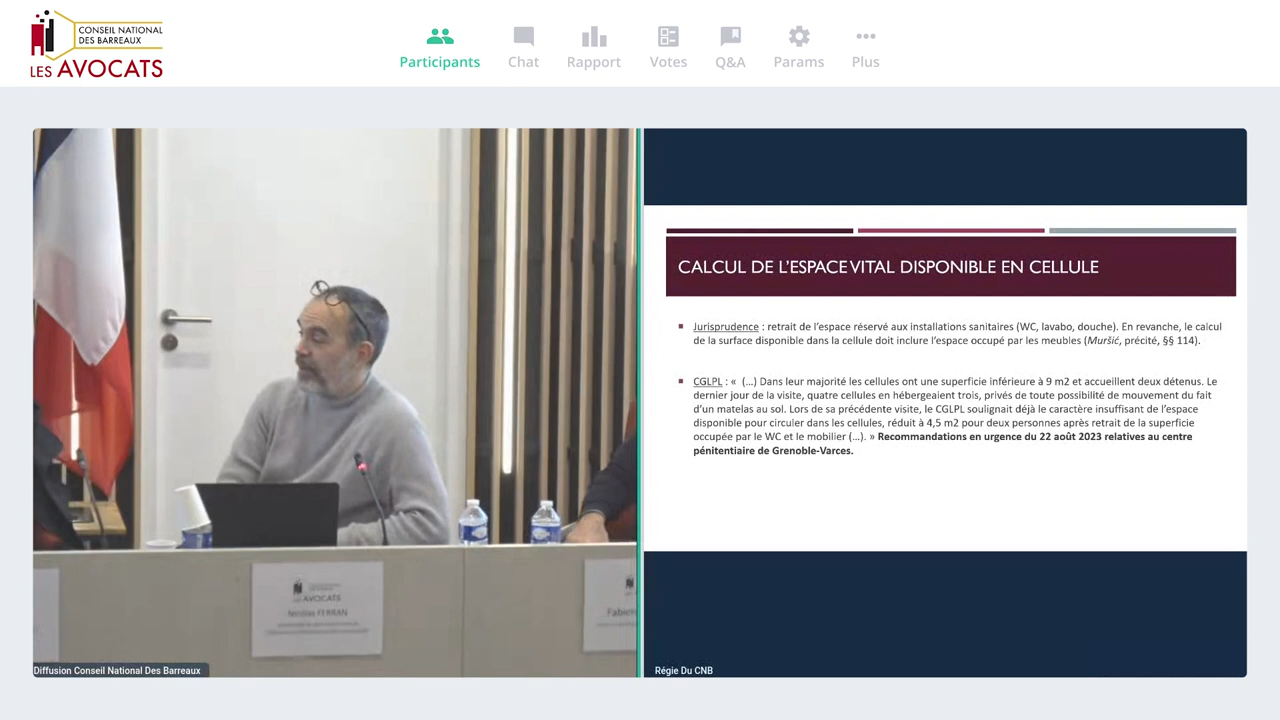 CONSEIL NATIONAL
DES BARREAUX
LES AVOCATS
Participants
Chat
Rapport
Votes
Q&A
Params
Plus
CALCUL DE L'ESPACE VITAL DISPONIBLE EN CELLULE
Jurisprudence : retrait de l'espace réservé aux installations sanitaires (WC, lavabo, douche). En revanche, le calcul
de la surface disponible dans la cellule doit inclure l'espace occupé par les meubles (Muršić, précité, §§ 114).
CGLPL : « (...) Dans leur majorité les cellules ont une superficie inférieure à 9 m2 et accueillent deux détenus. Le
dernier jour de la visite, quatre cellules en hébergeaient trois, privés de toute possibilité de mouvement du fait
d'un matelas au sol. Lors de sa précédente visite, le CGLPL soulignait déjà le caractère insuffisant de l'espace
disponible pour circuler dans les cellules, réduit à 4,5 m2 pour deux personnes après retrait de la superficie
occupée par le WC et le mobilier (...). » Recommandations en urgence du 22 août 2023 relatives au centre
pénitentiaire de Grenoble-Varces.
LES AVOCATS
Nicolas FERRAN
Diffusion Conseil National Des Barreaux
Régie Du CNB